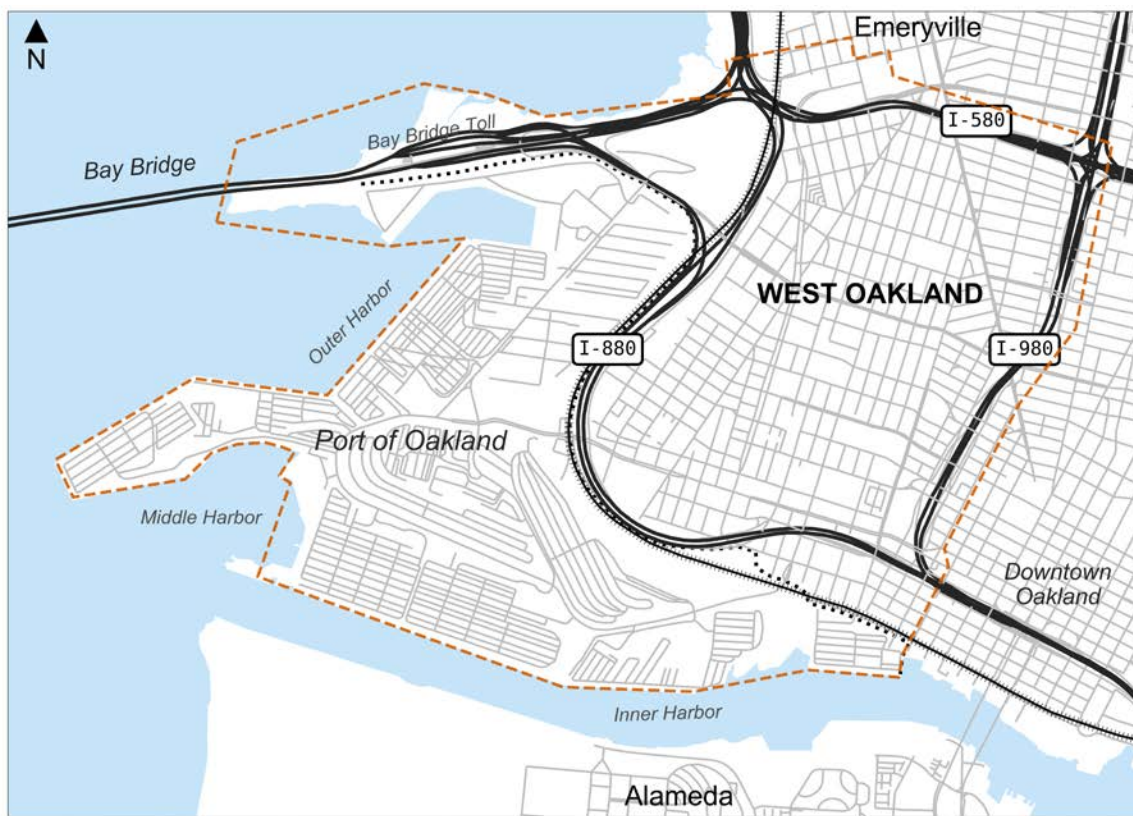 Emeryville
N
I-580
Bay Bridge Toll
Bay Bridge
WEST OAKLAND
Outer Harbor
I-880
I-980
Port of Oakland
Middle Harbor
Downtown
Oakland
Inner Harbor
Alameda